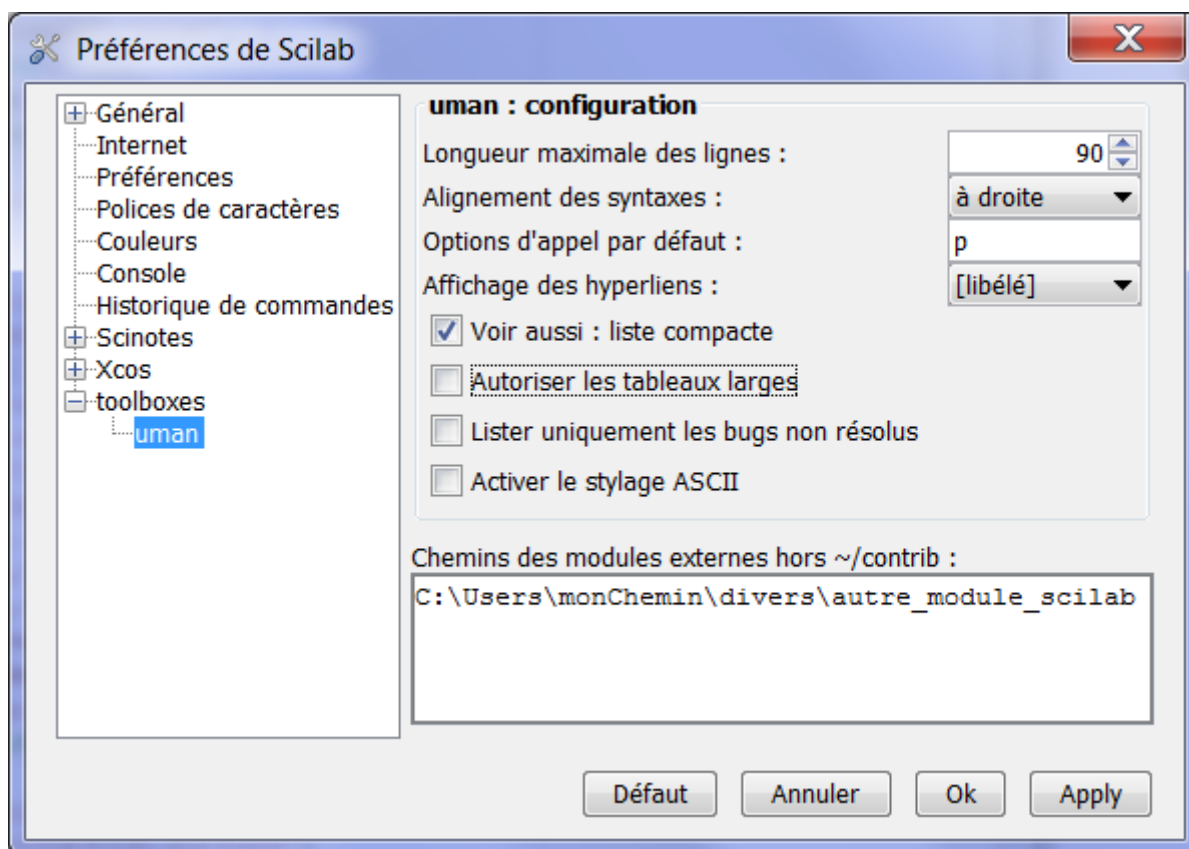 Préférences de Scilab
Général
Internet
Préférences
Polices de caractères
Couleurs
Console
Historique de commandes
Scinotes
Xcos
toolboxes
uman
uman : configuration
Longueur maximale des lignes : 90
Alignement des syntaxes : à droite
Options d'appel par défaut : p
Affichage des hyperliens : [libélé]
Voir aussi : liste compacte
Autoriser les tableaux larges
Lister uniquement les bugs non résolus
Activer le stylage ASCII
Chemins des modules externes hors ~/contrib :
C:\Users\monChemin\divers\autre_module_scilab
Défaut Annuler Ok Apply